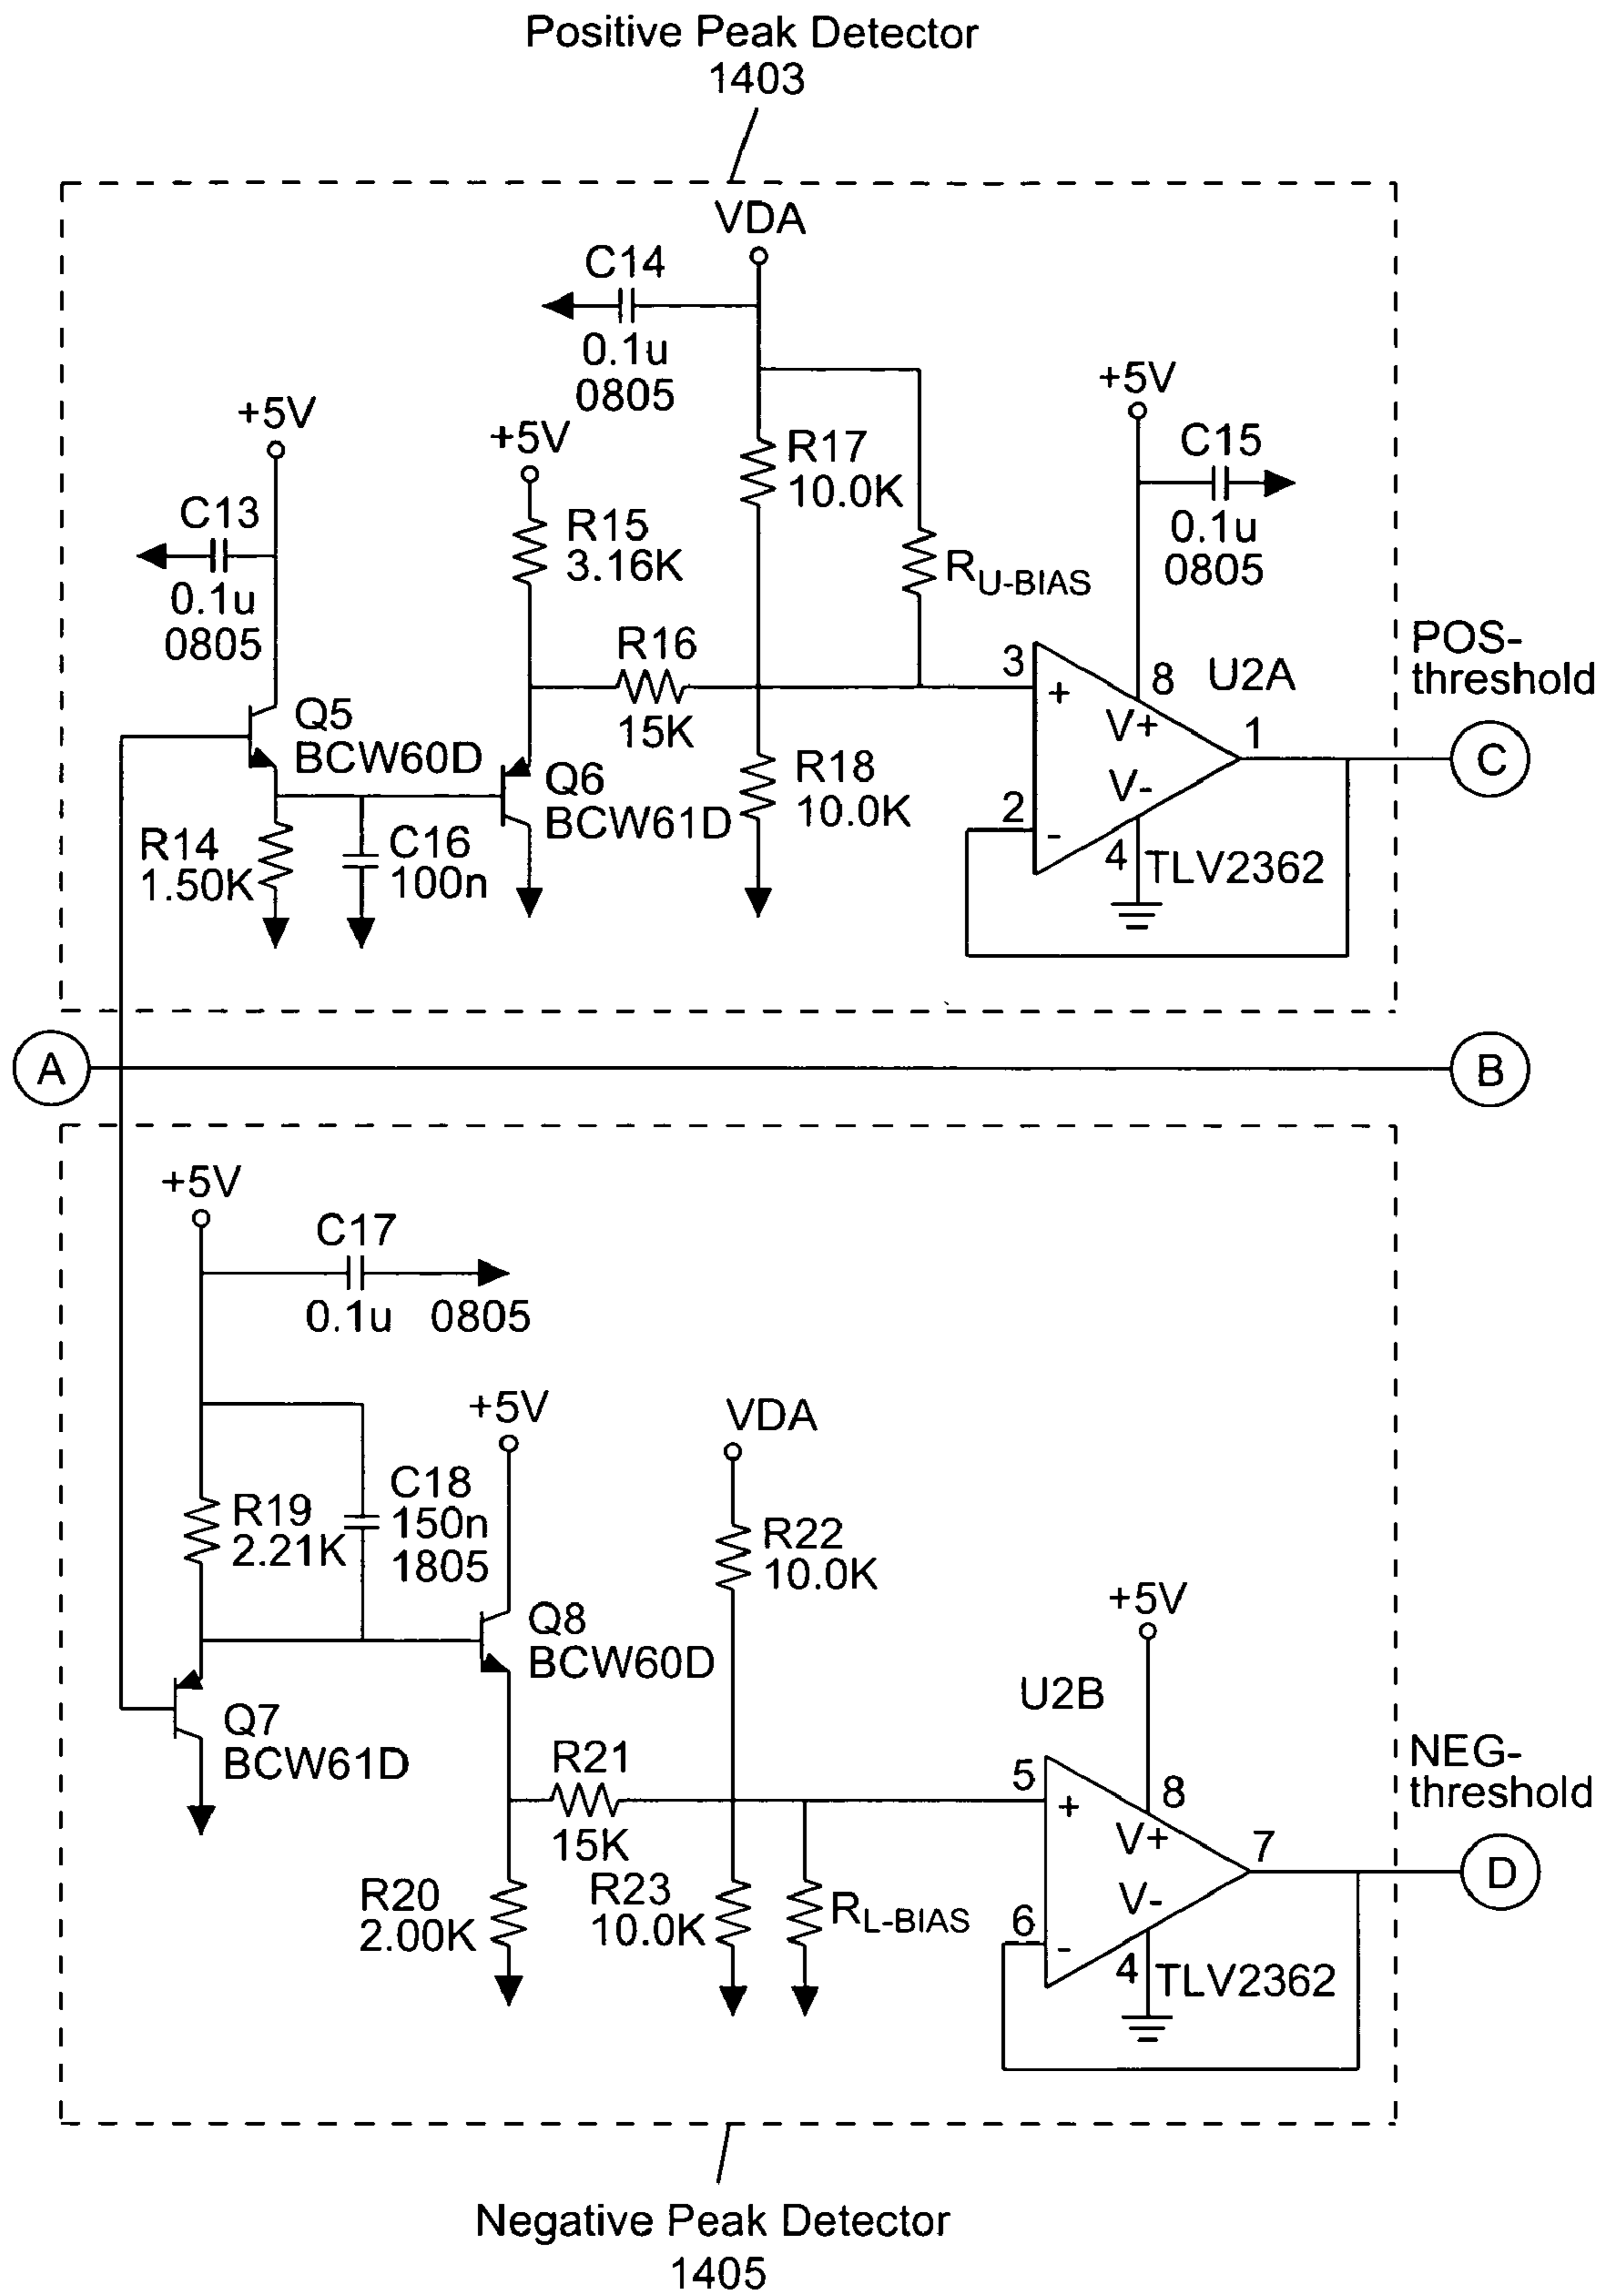 Positive Peak Detector
1403
VDA
C14
0.1u
0805
+5V
C15
0.1u
0805
+5V
+5V
R17
10.0K
C13
0.1u
0805
R15
3.16K
RU-BIAS
R16
15K
3
+
8
U2A
V+
1
V-
2
-
4
TLV2362
POS-
threshold
C
Q5
BCW60D
Q6
BCW61D
R18
10.0K
R14
1.50K
C16
100n
A
B
+5V
C17
0.1u
0805
+5V
VDA
R19
2.21K
C18
150n
1805
R22
10.0K
Q8
BCW60D
+5V
U2B
Q7
BCW61D
R21
15K
5
+
8
V+
7
V-
6
-
4
TLV2362
NEG-
threshold
D
R20
2.00K
R23
10.0K
RL-BIAS
Negative Peak Detector
1405